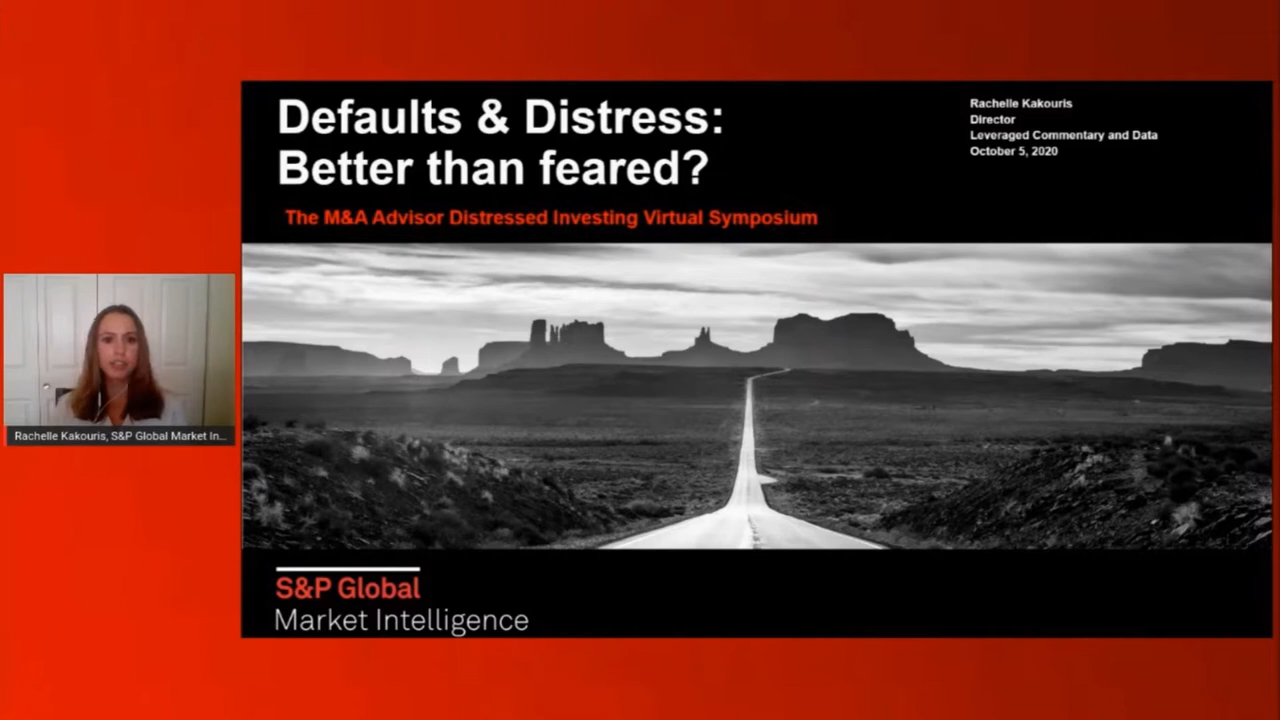 Defaults & Distress:
Better than feared?
The M&A Advisor Distressed Investing Virtual Symposium
Rachelle Kakouris
Director
Leveraged Commentary and Data
October 5, 2020
Rachelle Kakouris, S&P Global Market In...
S&P Global
Market Intelligence